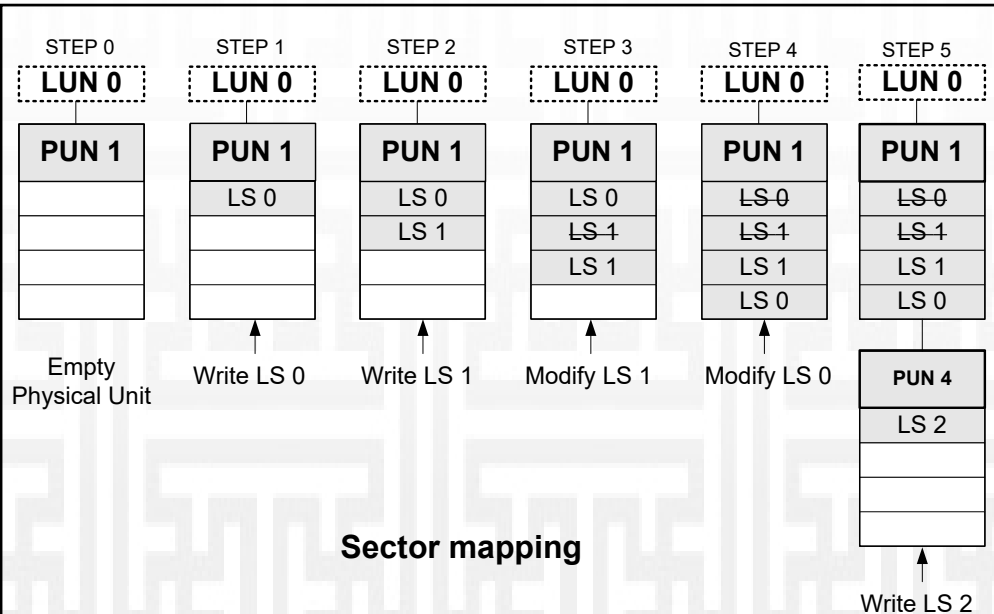 STEP 0
LUN 0
PUN 1
Empty
Physical Unit
STEP 1
LUN 0
PUN 1
LS 0
Write LS 0
STEP 2
LUN 0
PUN 1
LS 0
LS 1
Write LS 1
STEP 3
LUN 0
PUN 1
LS 0
LS 1
LS 1
Modify LS 1
STEP 4
LUN 0
PUN 1
LS 0
LS 1
LS 1
LS 0
Modify LS 0
STEP 5
LUN 0
PUN 1
LS 0
LS 1
LS 1
LS 0
PUN 4
LS 2
Write LS 2
Sector mapping